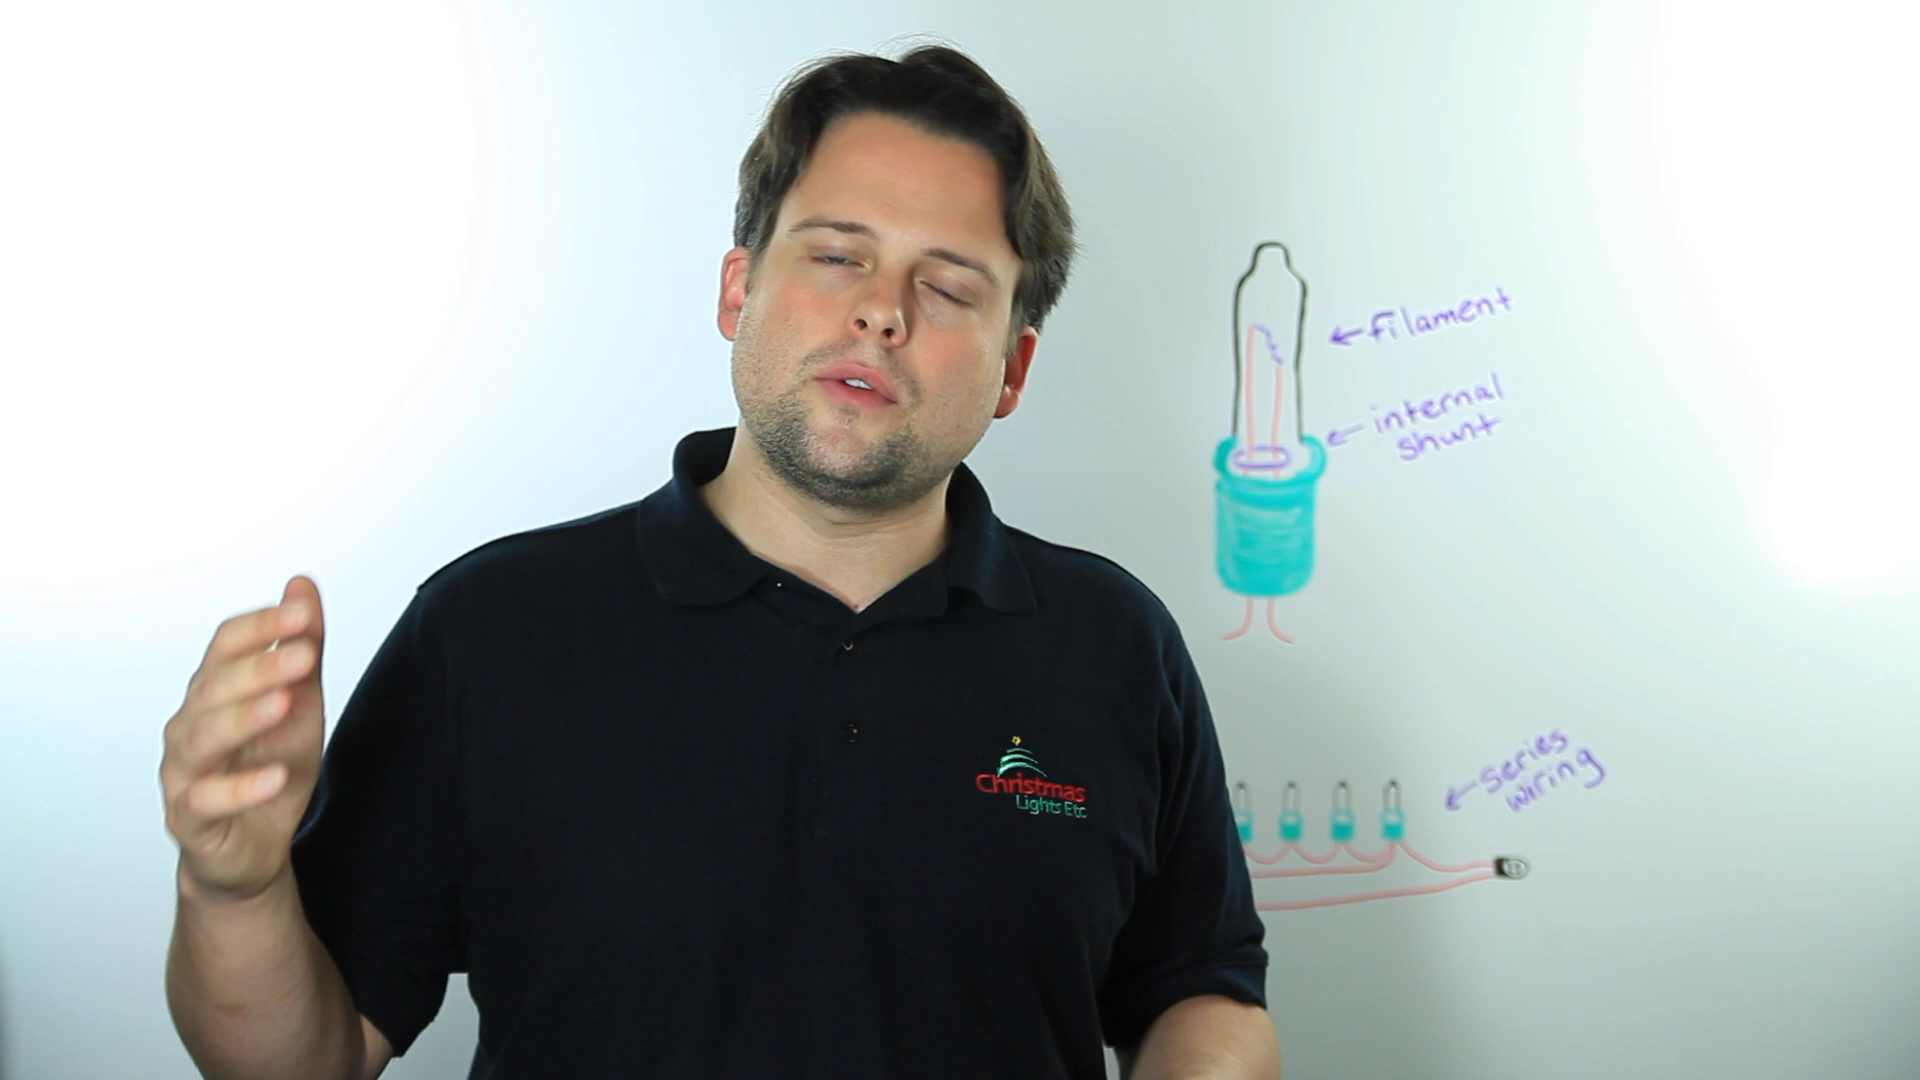 filament
internal
shunt
Christmas
Lights Etc
series
wiring